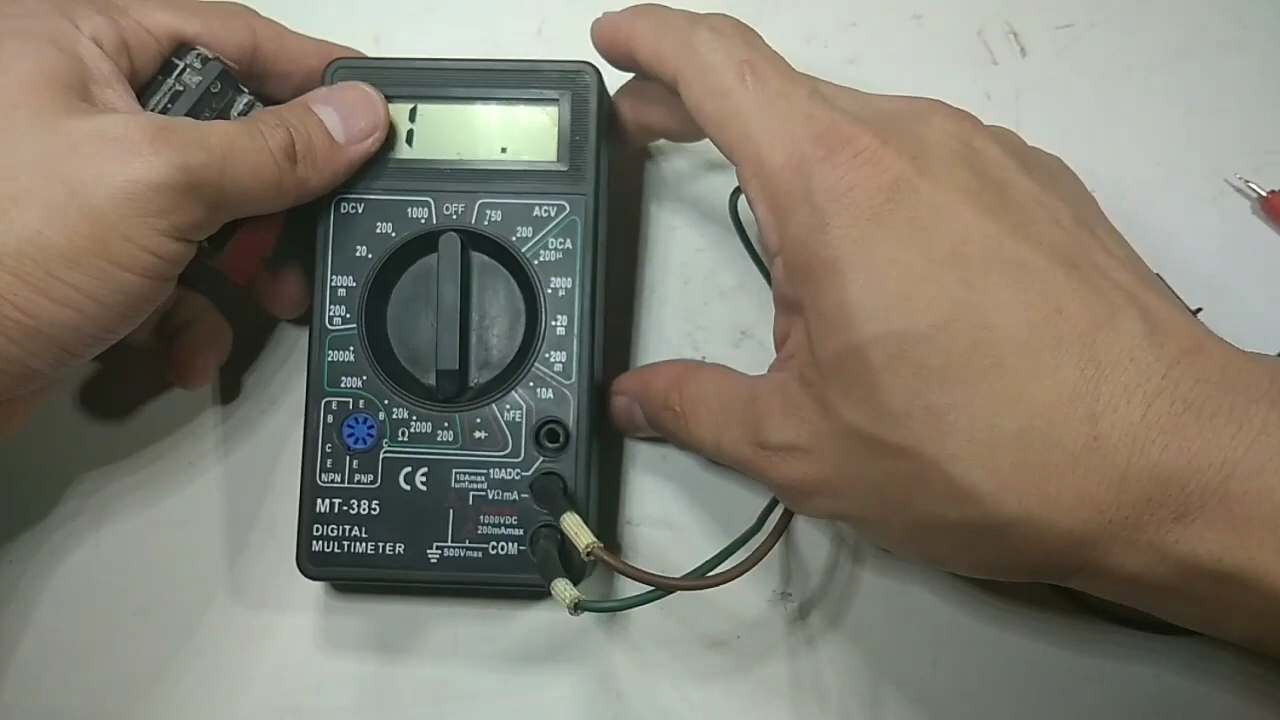 1
DCV
1000
OFF
750
ACV
200
200
DCA
200µ
20
2000
m
2000
µ
200
m
20
m
2000k
200
m
200k
10A
E E
B B
20k
2000
200
hFE
Ω
C C
E E
NPN PNP
CE
10Amax
unfused
10ADC
VΩmA
MT-385
1000VDC
200mAmax
DIGITAL
MULTIMETER
500Vmax
COM